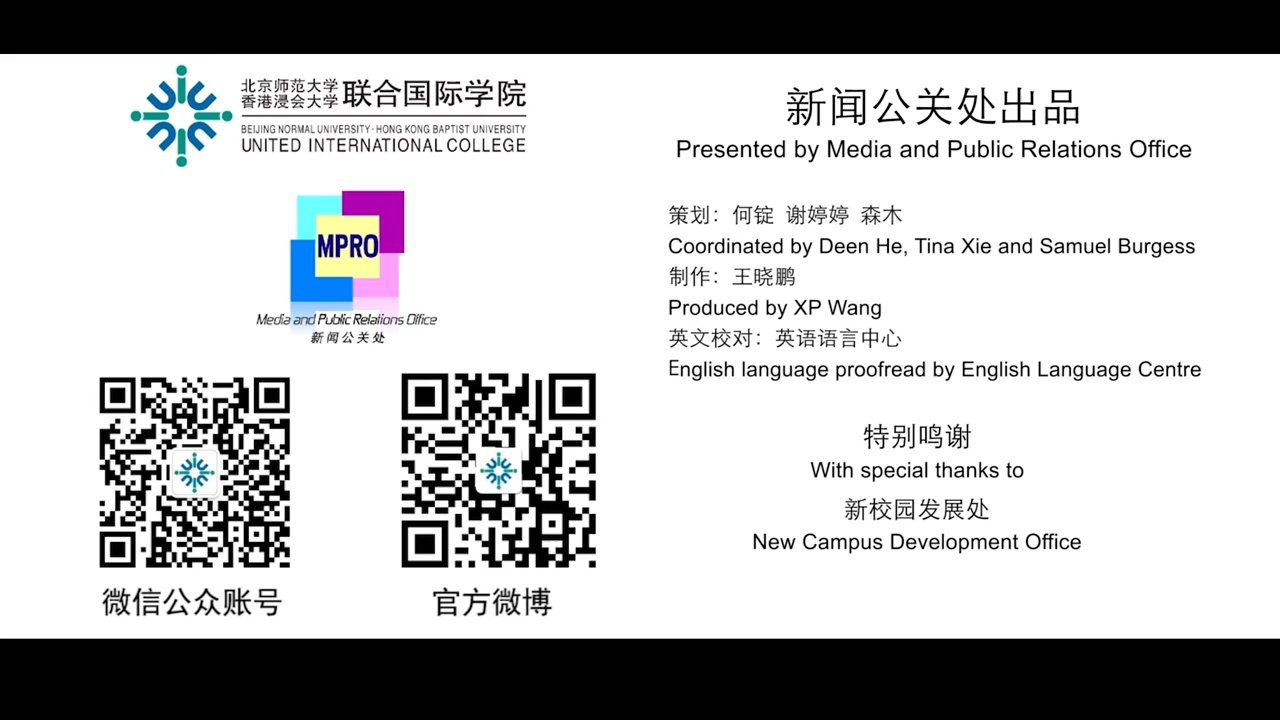 北京师范大学
香港浸会大学
联合国际学院
BEIJING NORMAL UNIVERSITY · HONG KONG BAPTIST UNIVERSITY
UNITED INTERNATIONAL COLLEGE
MPRO
Media and Public Relations Office
新闻公关处
微信公众账号
官方微博
新闻公关处出品
Presented by Media and Public Relations Office
策划：何锭 谢婷婷 森木
Coordinated by Deen He, Tina Xie and Samuel Burgess
制作：王晓鹏
Produced by XP Wang
英文校对：英语语言中心
English language proofread by English Language Centre
特别鸣谢
With special thanks to
新校园发展处
New Campus Development Office